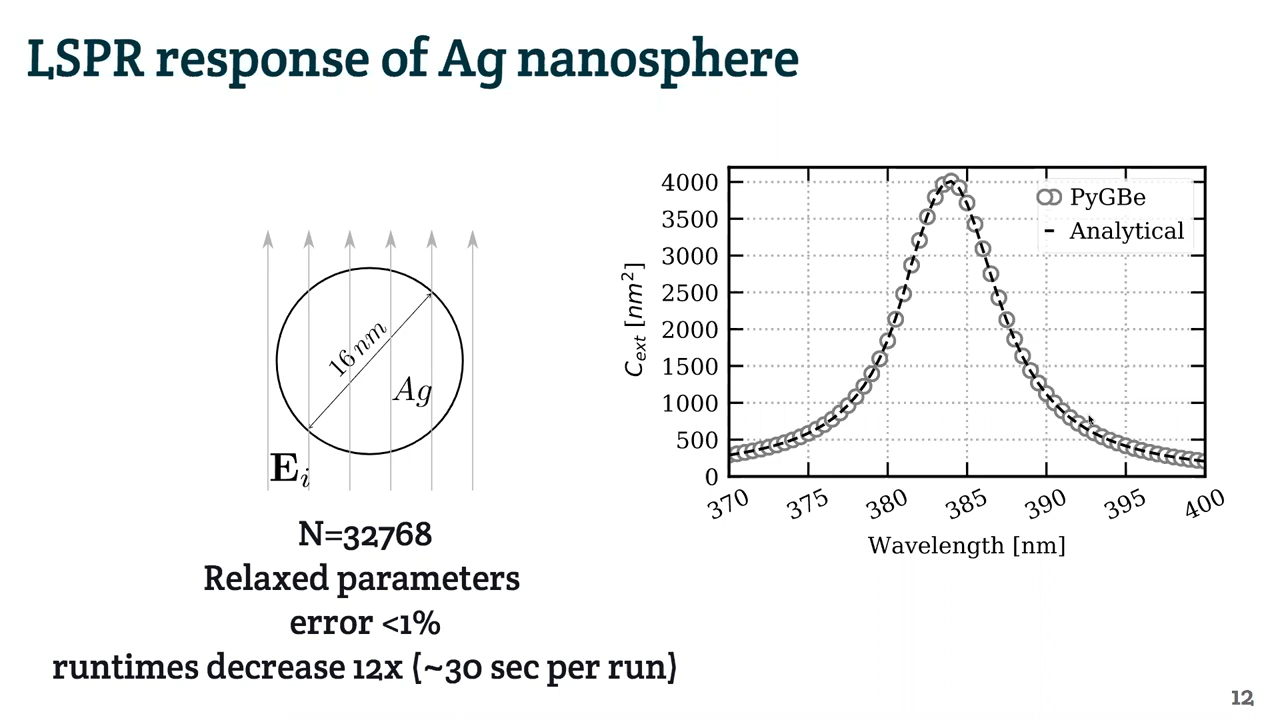 LSPR response of Ag nanosphere
16 nm
Ag
E_i
N=32768
Relaxed parameters
error <1%
runtimes decrease 12x (~30 sec per run)
C_ext [nm²]
4000
3500
3000
2500
2000
1500
1000
500
0
PyGBe
Analytical
370 375 380 385 390 395 400
Wavelength [nm]
12